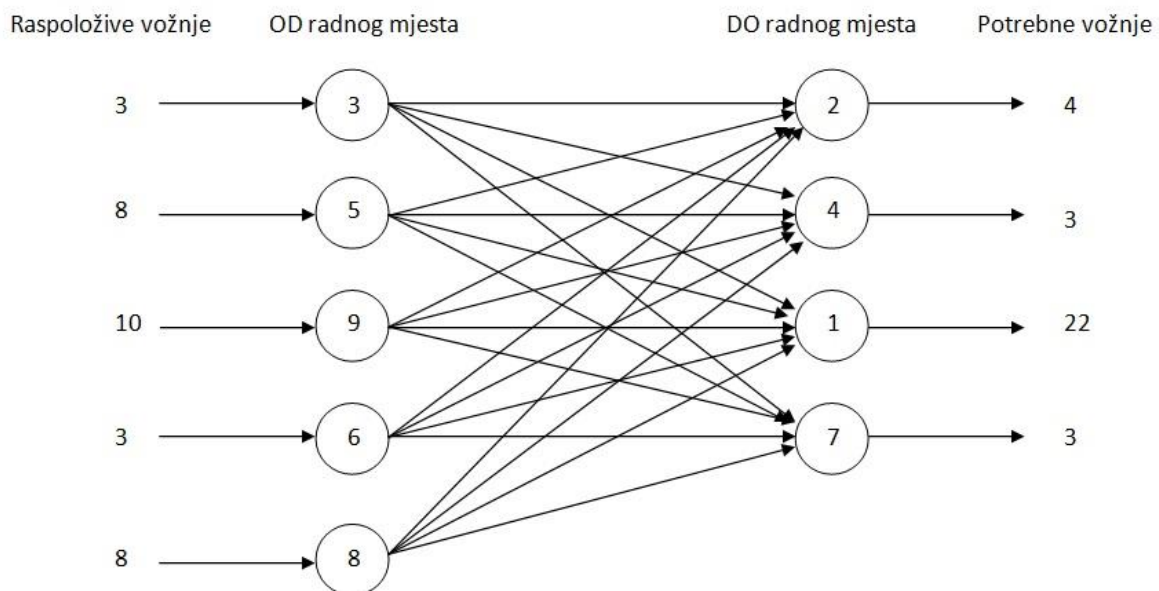 Raspoložive vožnje OD radnog mjesta DO radnog mjesta Potrebne vožnje
3 3 2 4
8 5 4 3
10 9 1 22
3 6 7 3
8 8